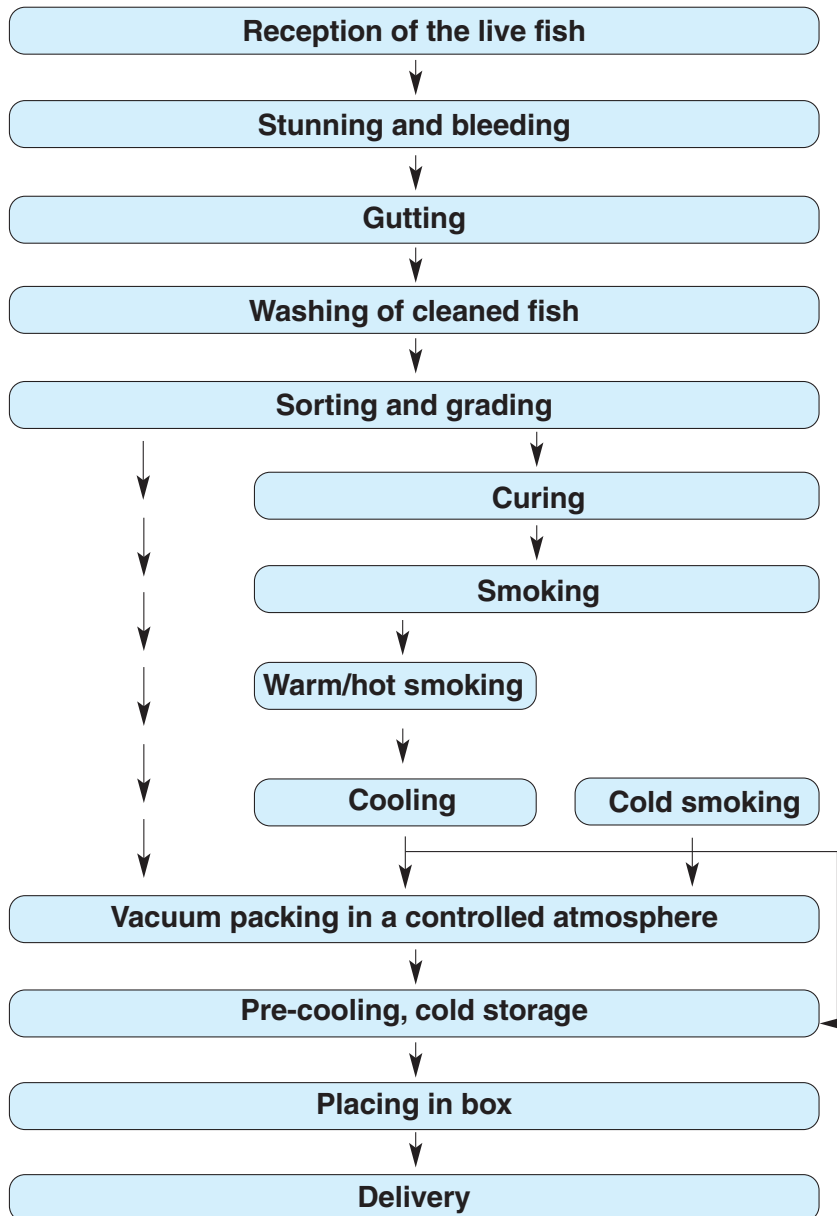 Reception of the live fish
Stunning and bleeding
Gutting
Washing of cleaned fish
Sorting and grading
Curing
Smoking
Warm/hot smoking
Cooling
Cold smoking
Vacuum packing in a controlled atmosphere
Pre-cooling, cold storage
Placing in box
Delivery